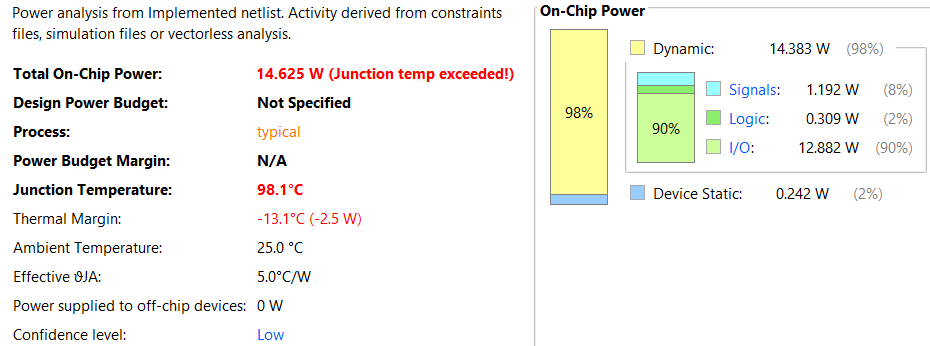 Power analysis from Implemented netlist. Activity derived from constraints
files, simulation files or vectorless analysis.
Total On-Chip Power: 14.625 W (Junction temp exceeded!)
Design Power Budget: Not Specified
Process: typical
Power Budget Margin: N/A
Junction Temperature: 98.1°C
Thermal Margin: -13.1°C (-2.5 W)
Ambient Temperature: 25.0 °C
Effective ϑJA: 5.0°C/W
Power supplied to off-chip devices: 0 W
Confidence level: Low
On-Chip Power
98%
Dynamic: 14.383 W (98%)
90%
Signals: 1.192 W (8%)
Logic: 0.309 W (2%)
I/O: 12.882 W (90%)
Device Static: 0.242 W (2%)